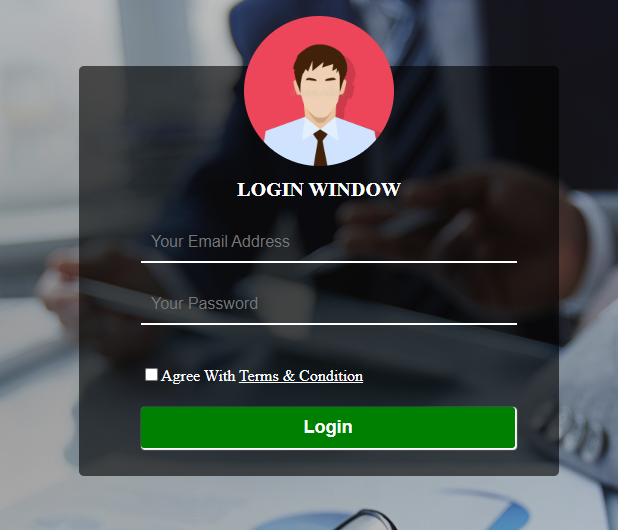 LOGIN WINDOW
Your Email Address
Your Password
Agree With Terms & Condition
Login